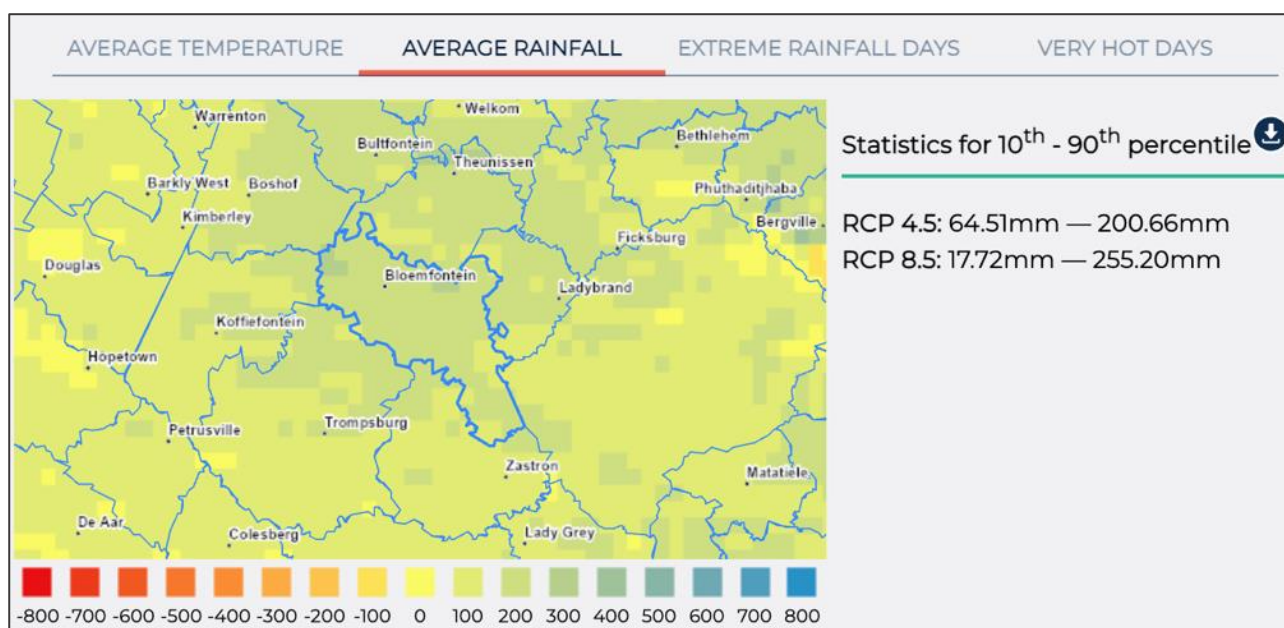 AVERAGE TEMPERATURE AVERAGE RAINFALL EXTREME RAINFALL DAYS VERY HOT DAYS
Welkom
Warrenton
Bultfontein
Bethlehem
Theunissen
Barkly West
Boshof
Phuthaditjhaba
Kimberley
Bergville
Ficksburg
Douglas
Bloemfontein
Ladybrand
Koffiefontein
Hopetown
Petrusville
Trompsburg
Zastron
Matatiele
De Aar
Colesberg
Lady Grey
-800 -700 -600 -500 -400 -300 -200 -100 0 100 200 300 400 500 600 700 800
Statistics for 10th - 90th percentile
RCP 4.5: 64.51mm — 200.66mm
RCP 8.5: 17.72mm — 255.20mm